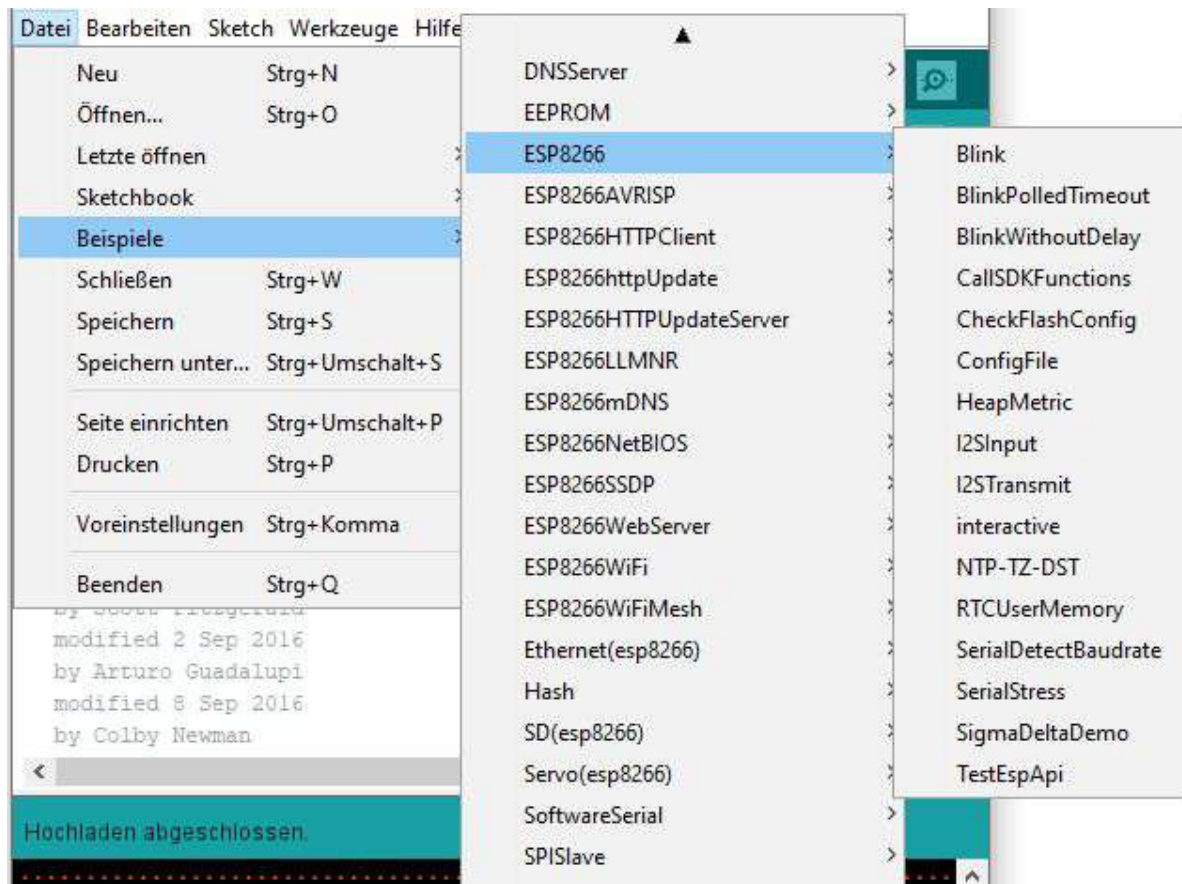 Datei Bearbeiten Sketch Werkzeuge Hilfe
Neu Strg+N
Öffnen... Strg+O
Letzte öffnen
Sketchbook
Beispiele
Schließen Strg+W
Speichern Strg+S
Speichern unter... Strg+Umschalt+S
Seite einrichten Strg+Umschalt+P
Drucken Strg+P
Voreinstellungen Strg+Komma
Beenden Strg+Q
DNSServer
EEPROM
ESP8266
ESP8266AVRISP
ESP8266HTTPClient
ESP8266httpUpdate
ESP8266HTTPUpdateServer
ESP8266LLMNR
ESP8266mDNS
ESP8266NetBIOS
ESP8266SSDP
ESP8266WebServer
ESP8266WiFi
ESP8266WiFiMesh
Ethernet(esp8266)
Hash
SD(esp8266)
Servo(esp8266)
SoftwareSerial
SPISlave
Blink
BlinkPolledTimeout
BlinkWithoutDelay
CallSDKFunctions
CheckFlashConfig
ConfigFile
HeapMetric
I2SInput
I2STransmit
interactive
NTP-TZ-DST
RTCUserMemory
SerialDetectBaudrate
SerialStress
SigmaDeltaDemo
TestEspApi
modified 2 Sep 2016
by Arturo Guadalupi
modified 8 Sep 2016
by Colby Newman
Hochladen abgeschlossen.